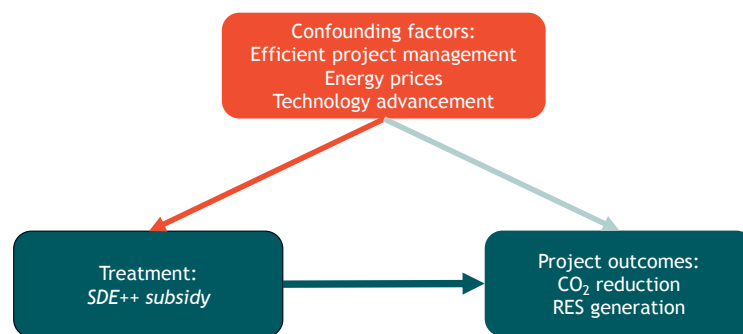 Confounding factors:
Efficient project management
Energy prices
Technology advancement
Treatment:
SDE++ subsidy
Project outcomes:
CO₂ reduction
RES generation